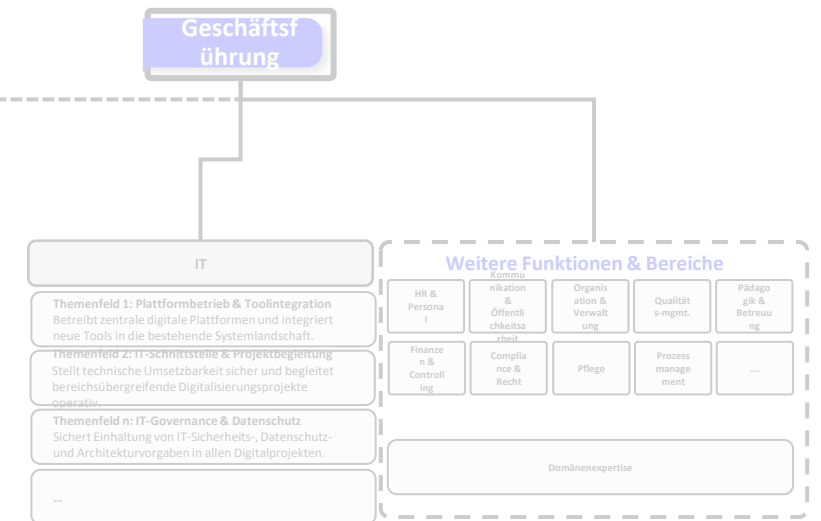 Geschäftsf
ührung
IT
Themenfeld 1: Plattformbetrieb & Toolintegration
Betreibt zentrale digitale Plattformen und integriert
neue Tools in die bestehende Systemlandschaft.
Themenfeld 2: IT-Schnittstelle & Projektbegleitung
Stellt technische Umsetzbarkeit sicher und begleitet
bereichsübergreifende Digitalisierungsprojekte
operativ.
Themenfeld n: IT-Governance & Datenschutz
Sichert Einhaltung von IT-Sicherheits-, Datenschutz-
und Architekturvorgaben in allen Digitalprojekten.
...
Weitere Funktionen & Bereiche
HR &
Persona
l
Kommu
nikation
&
Öffentli
chkeitsa
rbeit
Organis
ation &
Verwalt
ung
Qualität
s-mgmt.
Pädago
gik &
Betreuu
ng
Finanze
n &
Controll
ing
Complia
nce &
Recht
Pflege
Prozess
manage
ment
....
Domänenexpertise